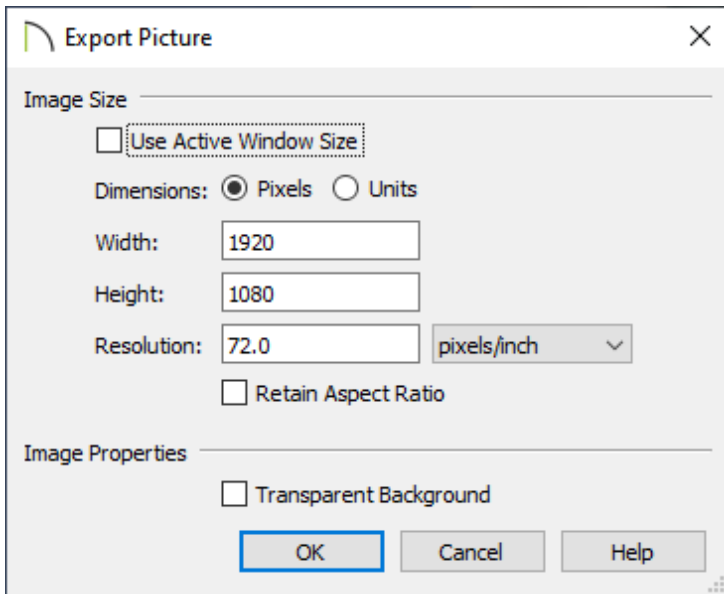 Export Picture
Image Size
Use Active Window Size
Dimensions: Pixels Units
Width: 1920
Height: 1080
Resolution: 72.0 pixels/inch
Retain Aspect Ratio
Image Properties
Transparent Background
OK Cancel Help